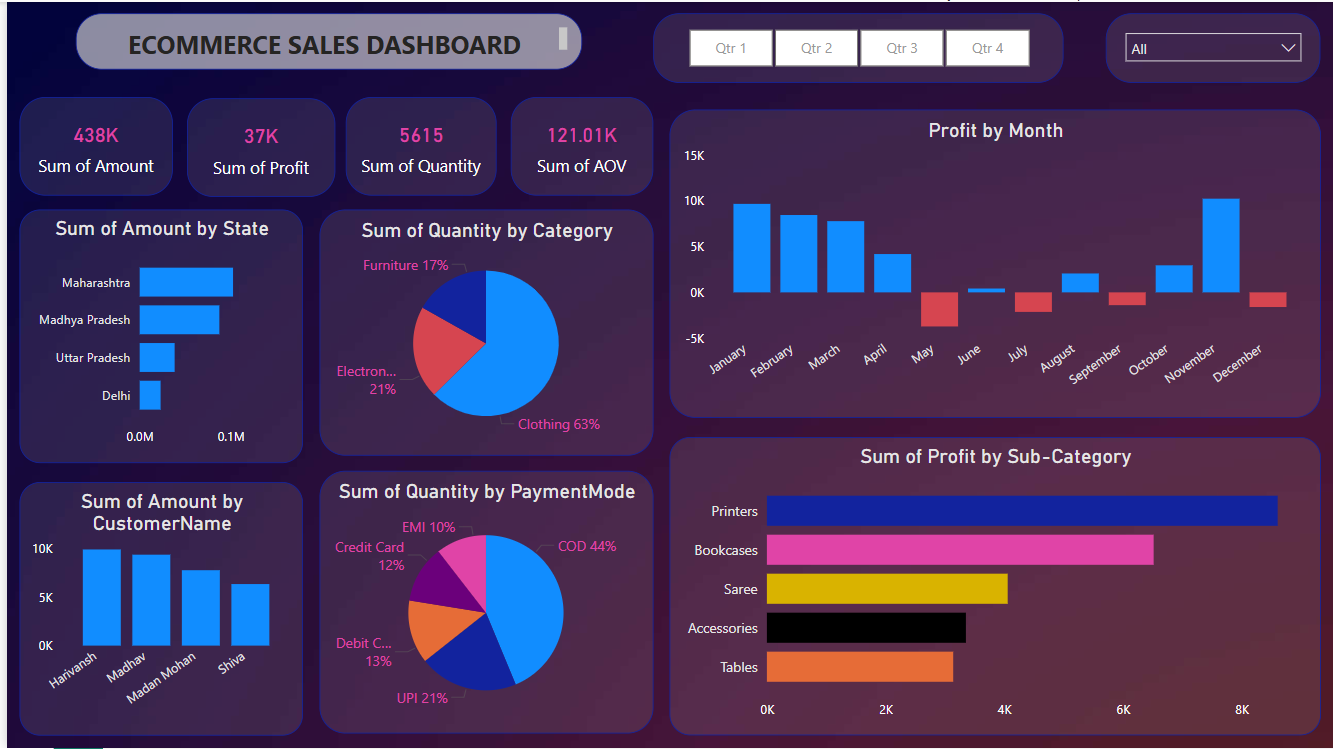 ECOMMERCE SALES DASHBOARD
Qtr 1
Qtr 2
Qtr 3
Qtr 4
All
438K
Sum of Amount
37K
Sum of Profit
5615
Sum of Quantity
121.01K
Sum of AOV
Profit by Month
15K
10K
5K
0K
-5K
January
February
March
April
May
June
July
August
September
October
November
December
Sum of Amount by State
Maharashtra
Madhya Pradesh
Uttar Pradesh
Delhi
0.0M
0.1M
Sum of Quantity by Category
Furniture 17%
Electron...
21%
Clothing 63%
Sum of Amount by
CustomerName
10K
5K
0K
Harivansh
Madhav
Madan Mohan
Shiva
Sum of Quantity by PaymentMode
EMI 10%
Credit Card
12%
COD 44%
Debit C...
13%
UPI 21%
Sum of Profit by Sub-Category
Printers
Bookcases
Saree
Accessories
Tables
0K
2K
4K
6K
8K